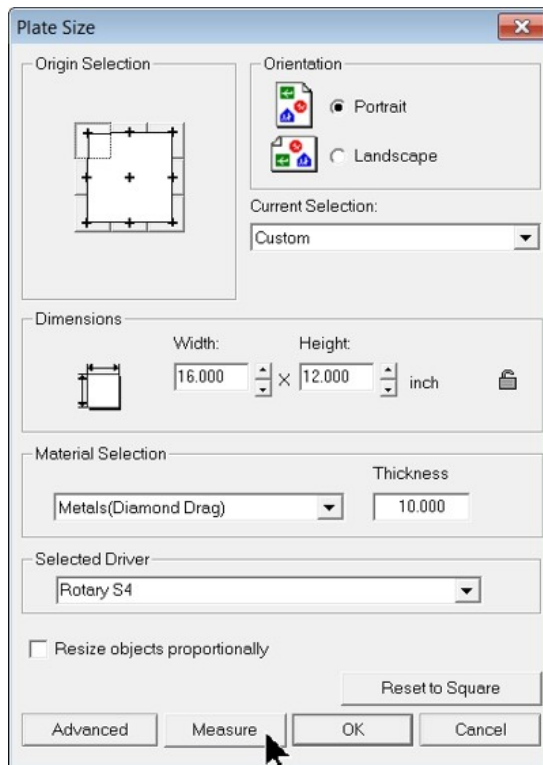 Plate Size
Origin Selection
Orientation
Portrait
Landscape
Current Selection:
Custom
Dimensions
Width:
Height:
16.000 X 12.000 inch
Material Selection
Thickness
Metals(Diamond Drag)
10.000
Selected Driver
Rotary S4
Resize objects proportionally
Reset to Square
Advanced Measure OK Cancel